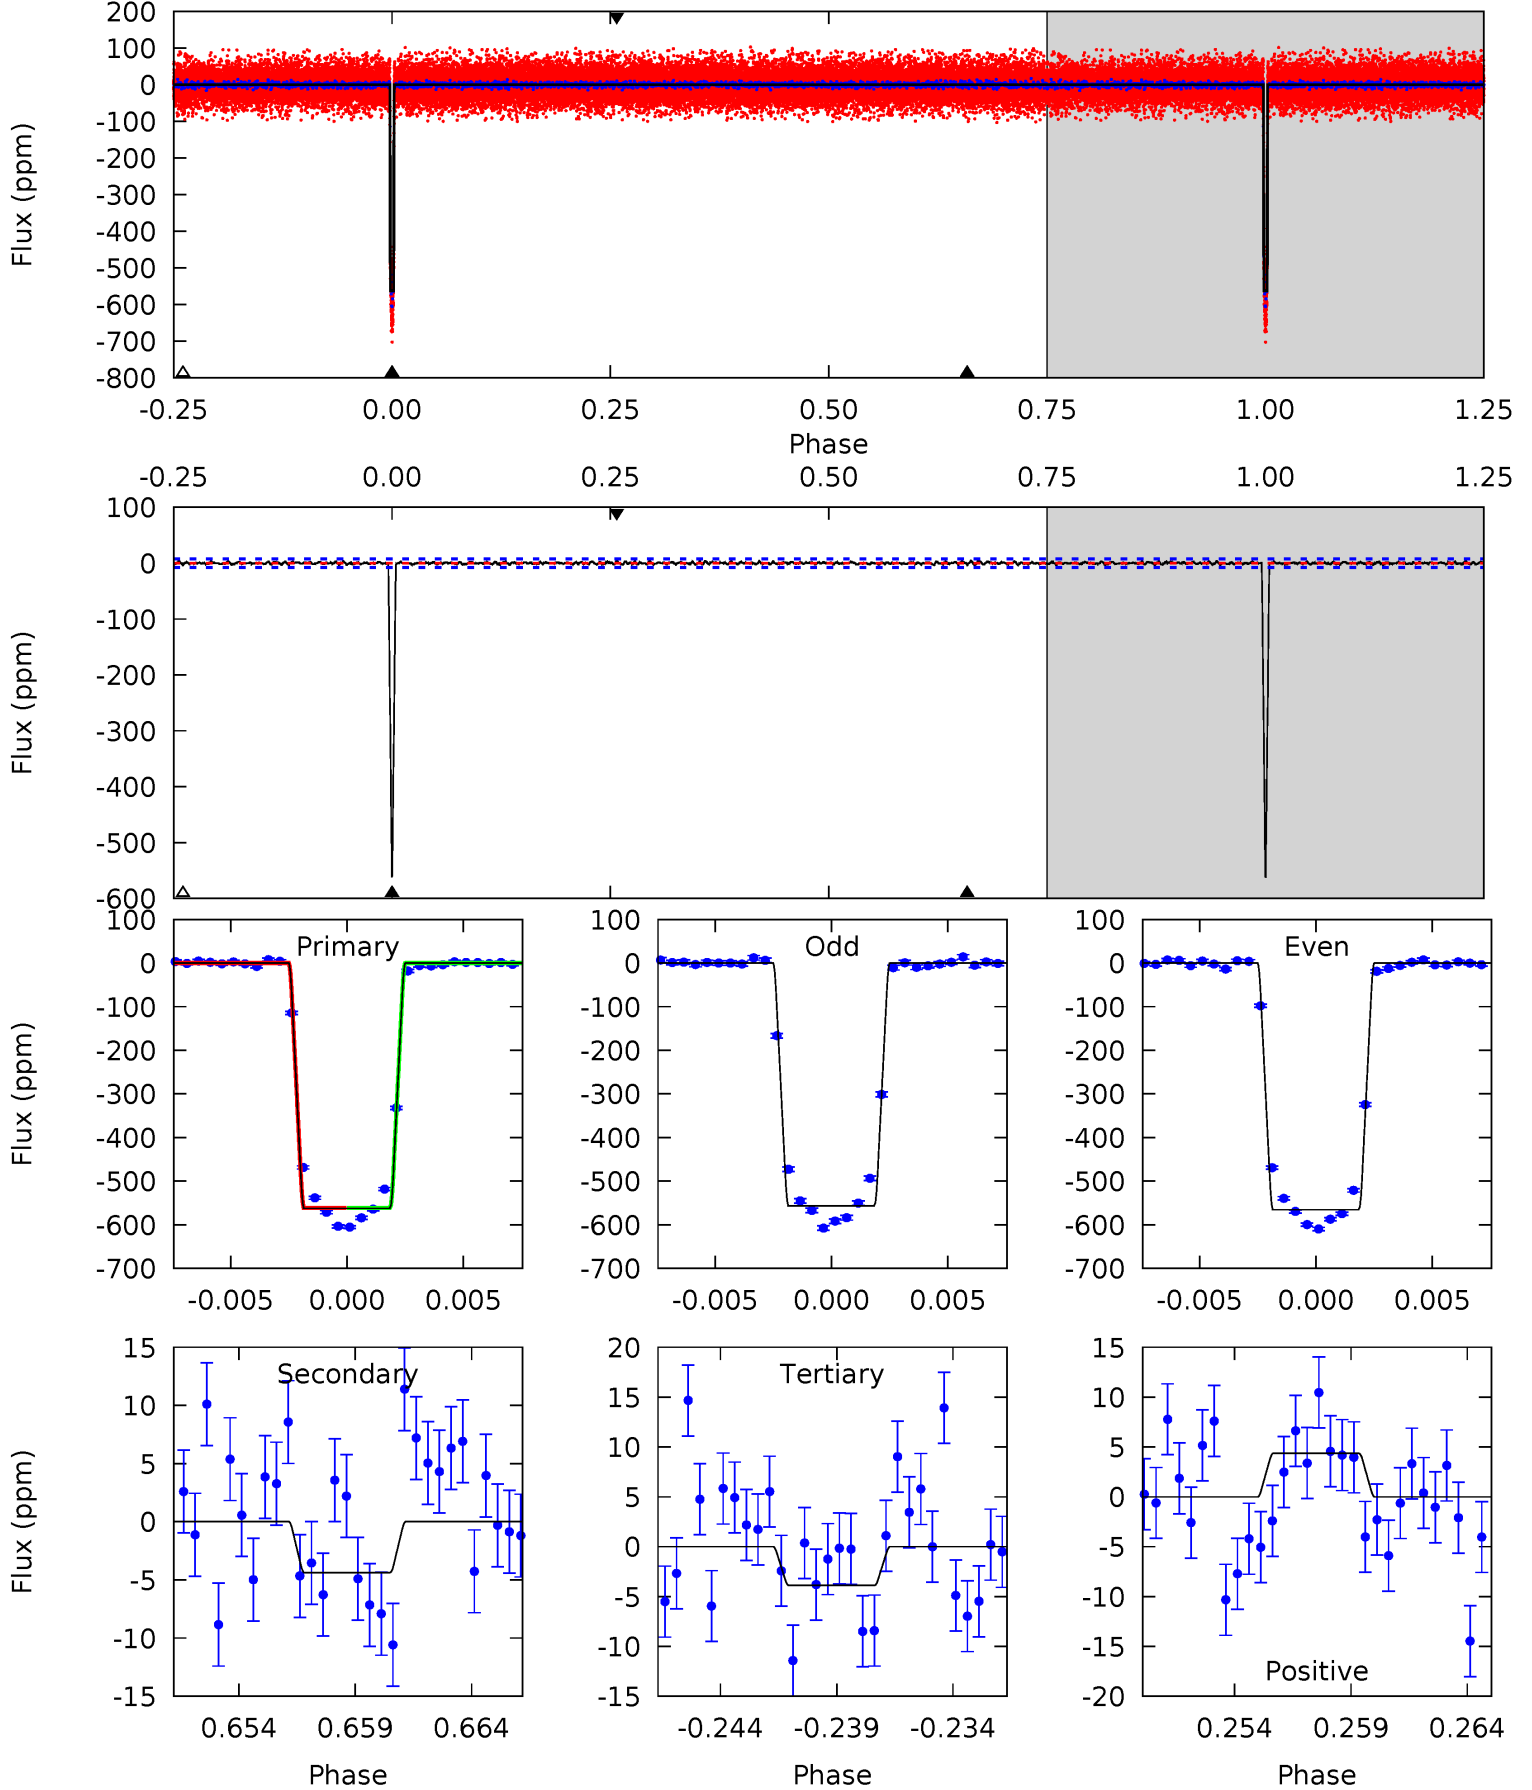 200
100
0
-100
-200
-300
-400
-500
-600
-700
-800
Flux (ppm)
-0.25 0.00 0.25 0.50 0.75 1.00 1.25
Phase
-0.25 0.00 0.25 0.50 0.75 1.00 1.25
100
0
-100
-200
-300
-400
-500
-600
Flux (ppm)
Primary Odd Even
100 100 100
0 0 0
-100 -100 -100
-200 -200 -200
-300 -300 -300
-400 -400 -400
-500 -500 -500
-600 -600 -600
-700 -700 -700
Flux (ppm)
-0.005 0.000 0.005 -0.005 0.000 0.005 -0.005 0.000 0.005
Secondary Tertiary
15 20 15
10 15 10
5 10 5
0 5 0
-5 0 -5
-10 -5 -10
-15 -10 -15
-15 -20
Positive
Flux (ppm)
0.654 0.659 0.664 -0.244 -0.239 -0.234 0.254 0.259 0.264
Phase Phase Phase